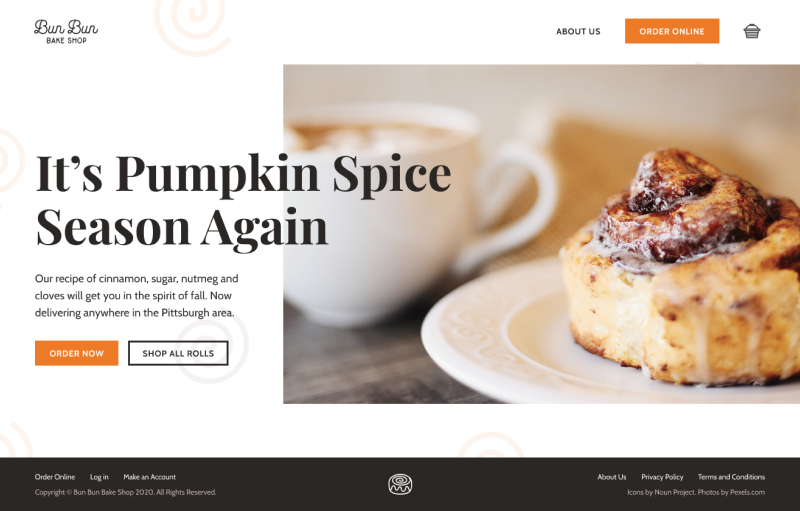 Bun Bun
BAKE SHOP
ABOUT US
ORDER ONLINE
It's Pumpkin Spice
Season Again
Our recipe of cinnamon, sugar, nutmeg and
cloves will get you in the spirit of fall. Now
delivering anywhere in the Pittsburgh area.
ORDER NOW
SHOP ALL ROLLS
Order Online
Log in
Make an Account
About Us
Privacy Policy
Terms and Conditions
Copyright © Bun Bun Bake Shop 2020. All Rights Reserved.
Icons by Noun Project. Photos by Pexels.com